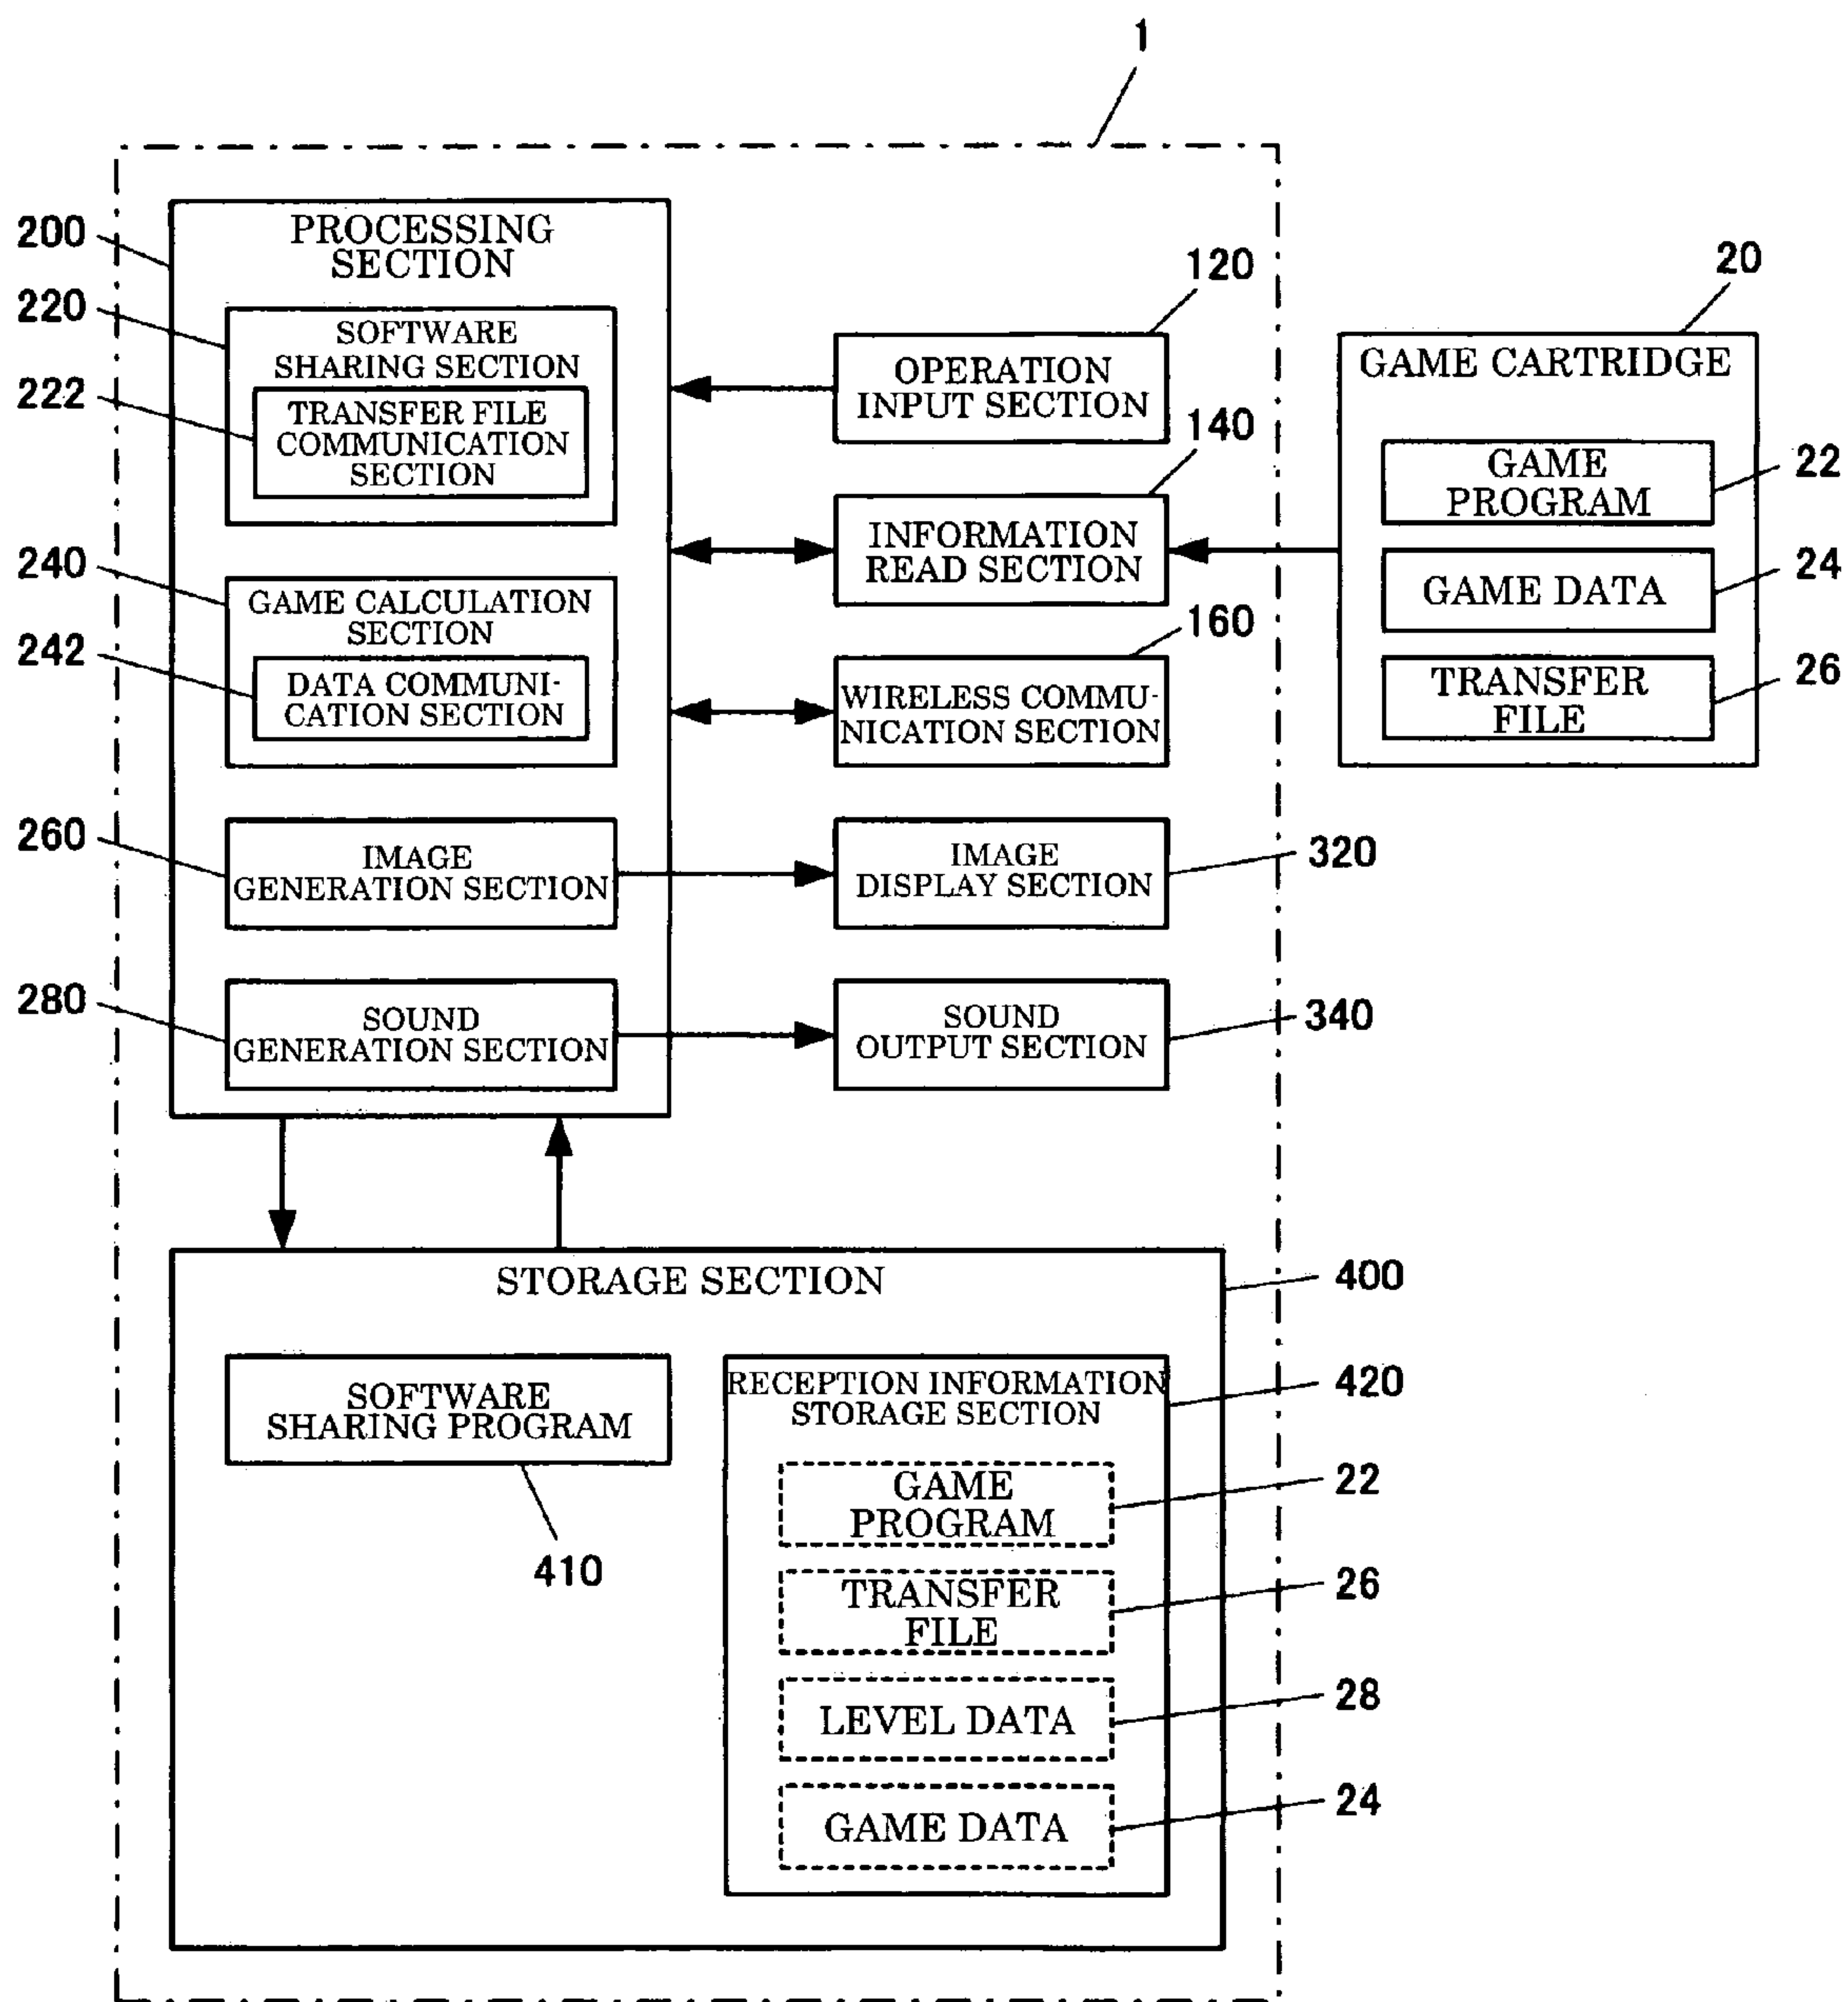 1
200
PROCESSING
SECTION
220
SOFTWARE
SHARING SECTION
222
TRANSFER FILE
COMMUNICATION
SECTION
240
GAME CALCULATION
SECTION
242
DATA COMMUNI-
CATION SECTION
260
IMAGE
GENERATION SECTION
280
SOUND
GENERATION SECTION
120
OPERATION
INPUT SECTION
140
INFORMATION
READ SECTION
160
WIRELESS COMMU-
NICATION SECTION
IMAGE
DISPLAY SECTION
320
SOUND
OUTPUT SECTION
340
20
GAME CARTRIDGE
GAME
PROGRAM
22
GAME DATA
24
TRANSFER
FILE
26
STORAGE SECTION
400
SOFTWARE
SHARING PROGRAM
410
RECEPTION INFORMATION
STORAGE SECTION
420
GAME
PROGRAM
22
TRANSFER
FILE
26
LEVEL DATA
28
GAME DATA
24